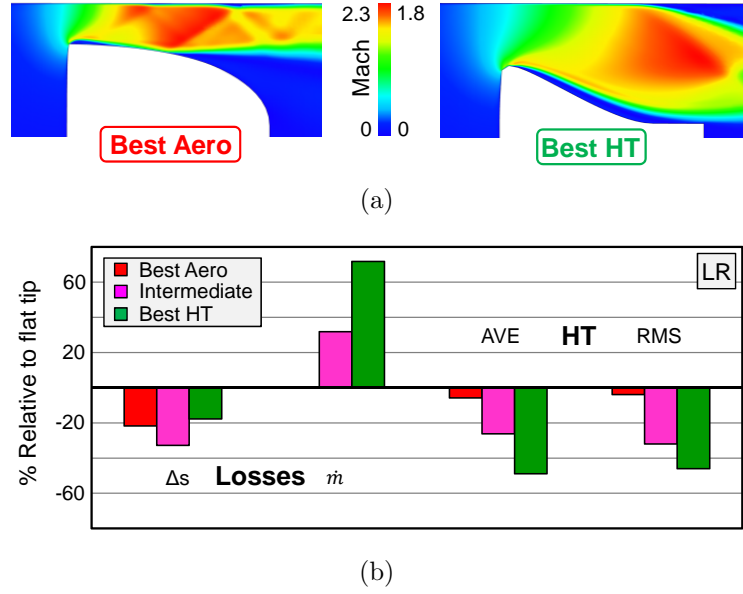 2.3 1.8
Mach
0 0
Best Aero
Best HT
(a)
% Relative to flat tip
60
20
-20
-60
Best Aero
Intermediate
Best HT
LR
AVE HT RMS
Δs Losses ṁ
(b)